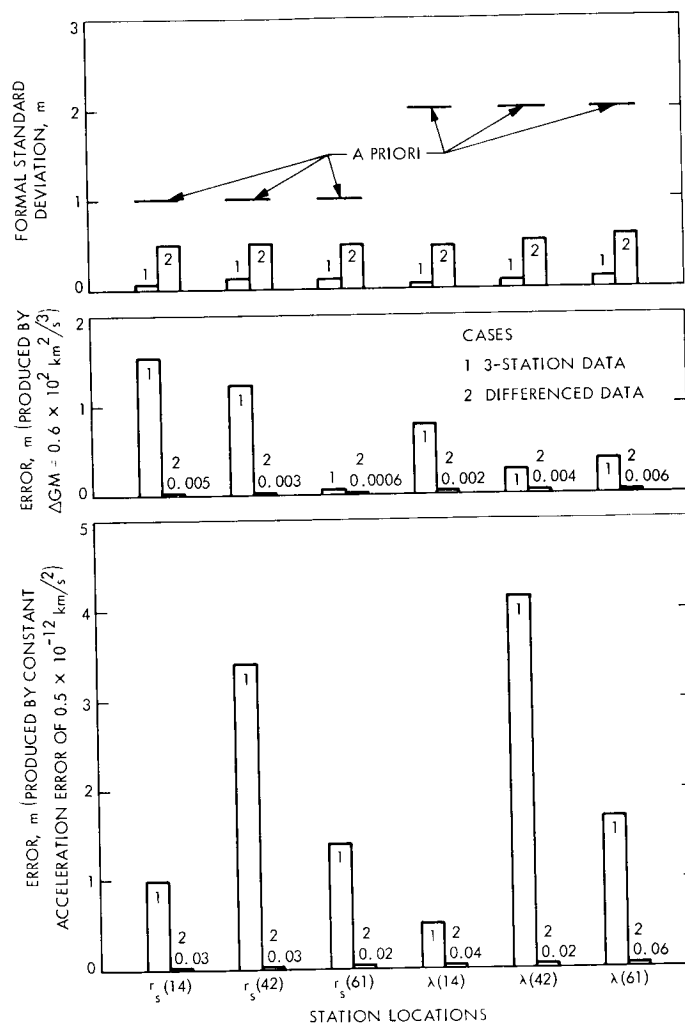 FORMAL STANDARD
DEVIATION, m
3
2
1
0
A PRIORI
1 2 1 2 1 2 1 2 1 2 1 2
ERROR, m (PRODUCED BY
ΔGM = 0.6 × 10² km²/³/s)
2
1
0
CASES
1 3-STATION DATA
2 DIFFERENCED DATA
1 1 1 1 1 1
2 2 2 2 2 2
0.005 0.003 0.0006 0.002 0.004 0.006
ERROR, m (PRODUCED BY CONSTANT
ACCELERATION ERROR OF 0.5 × 10⁻¹² km/s²)
5
4
3
2
1
0
1 1 1 1 1 1
2 2 2 2 2 2
0.03 0.03 0.02 0.04 0.02 0.06
r_s(14) r_s(42) r_s(61) λ(14) λ(42) λ(61)
STATION LOCATIONS